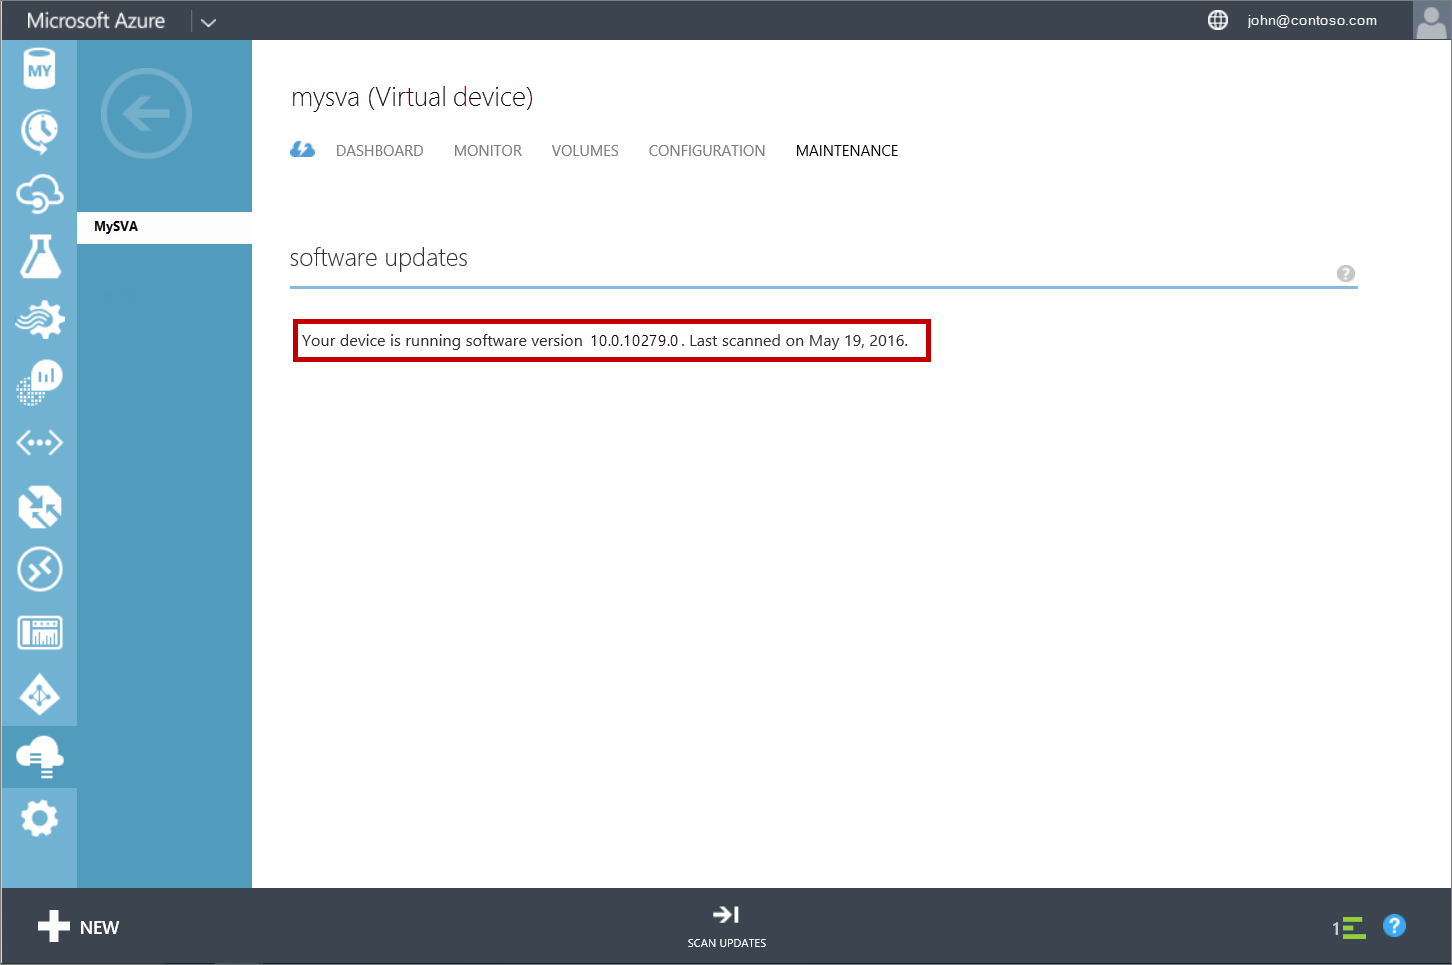 Microsoft Azure
john@contoso.com
MY
mysva (Virtual device)
DASHBOARD MONITOR VOLUMES CONFIGURATION MAINTENANCE
MySVA
software updates
?
Your device is running software version 10.0.10279.0. Last scanned on May 19, 2016.
NEW
SCAN UPDATES
1
?